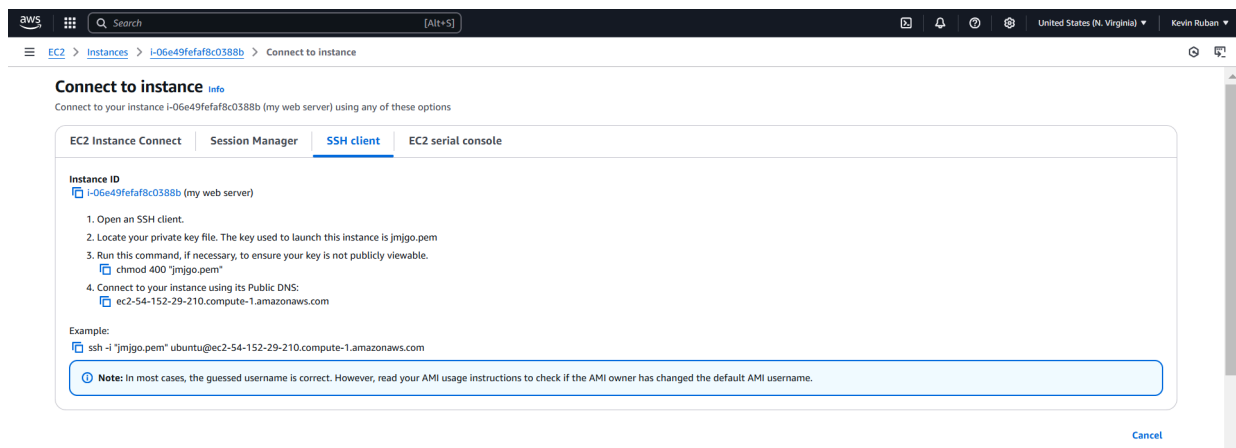 aws
Search [Alt+S] United States (N. Virginia) ▼ Kevin Ruban ▼
EC2 > Instances > i-06e49fefaf8c0388b > Connect to instance
Connect to instance Info
Connect to your instance i-06e49fefaf8c0388b (my web server) using any of these options
EC2 Instance Connect Session Manager SSH client EC2 serial console
Instance ID
i-06e49fefaf8c0388b (my web server)
1. Open an SSH client.
2. Locate your private key file. The key used to launch this instance is jmjgo.pem
3. Run this command, if necessary, to ensure your key is not publicly viewable.
chmod 400 "jmjgo.pem"
4. Connect to your instance using its Public DNS:
ec2-54-152-29-210.compute-1.amazonaws.com
Example:
ssh -i "jmjgo.pem" ubuntu@ec2-54-152-29-210.compute-1.amazonaws.com
Note: In most cases, the guessed username is correct. However, read your AMI usage instructions to check if the AMI owner has changed the default AMI username.
Cancel